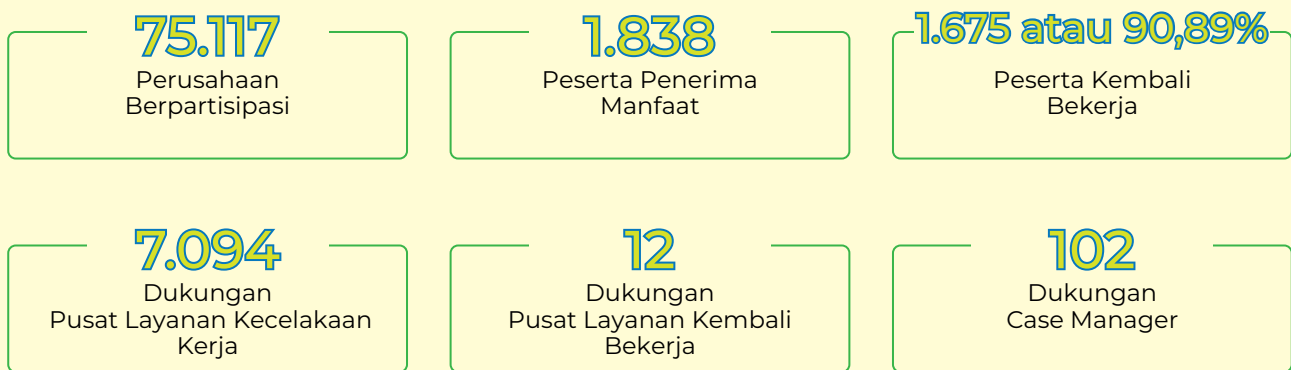 75.117
Perusahaan
Berpartisipasi
1.838
Peserta Penerima
Manfaat
1.675 atau 90,89%
Peserta Kembali
Bekerja
7.094
Dukungan
Pusat Layanan Kecelakaan
Kerja
12
Dukungan
Pusat Layanan Kembali
Bekerja
102
Dukungan
Case Manager